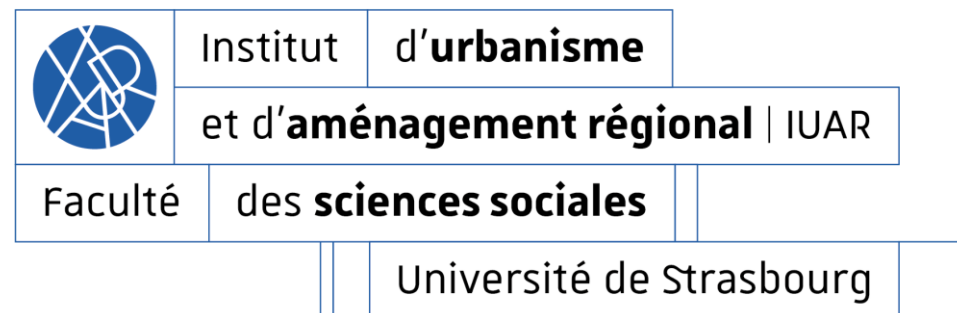 Institut d'urbanisme
et d'aménagement régional | IUAR
Faculté des sciences sociales
Université de Strasbourg